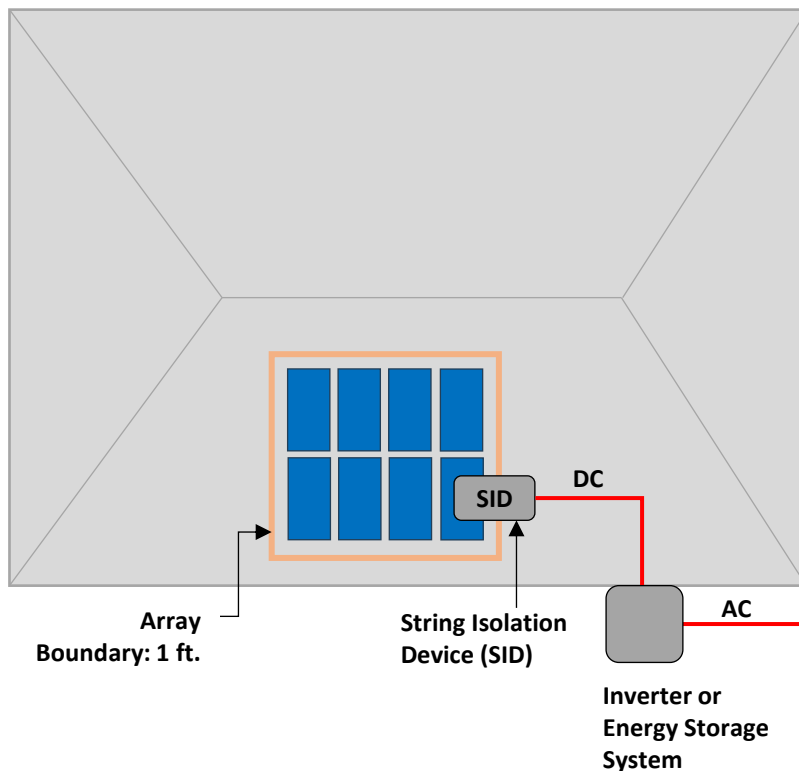 SID
DC
Array
Boundary: 1 ft.
String Isolation
Device (SID)
AC
Inverter or
Energy Storage
System